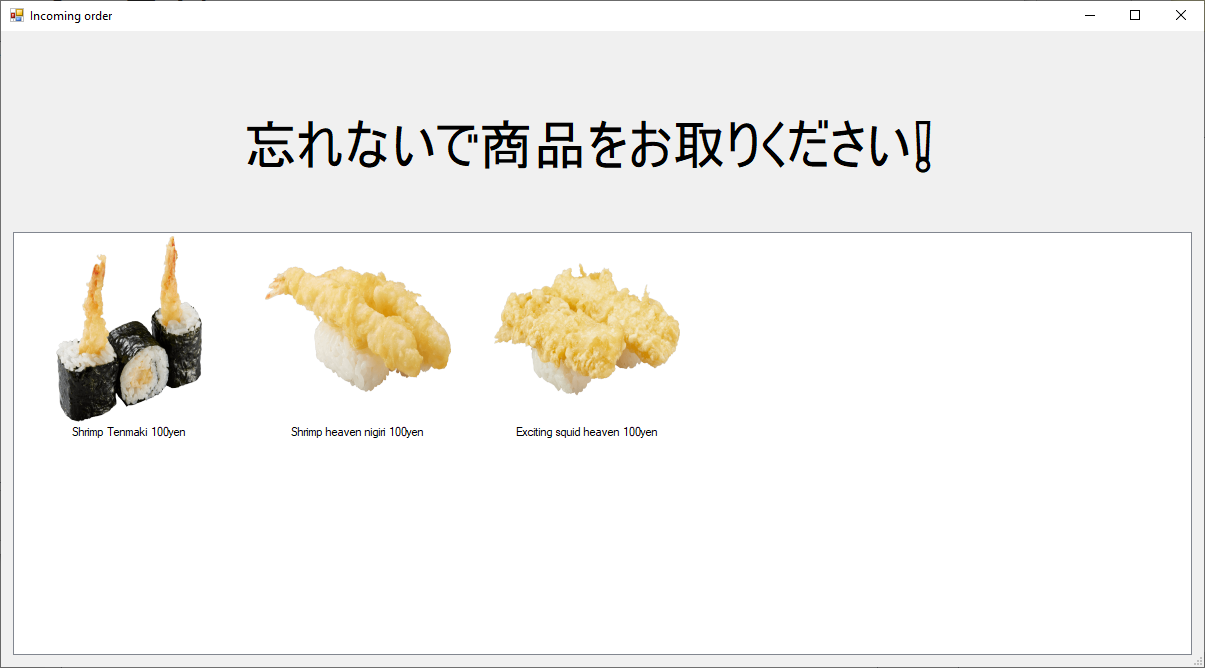 Incoming order
忘れないで商品をお取りください!
Shrimp Tenmaki 100yen
Shrimp heaven nigiri 100yen
Exciting squid heaven 100yen